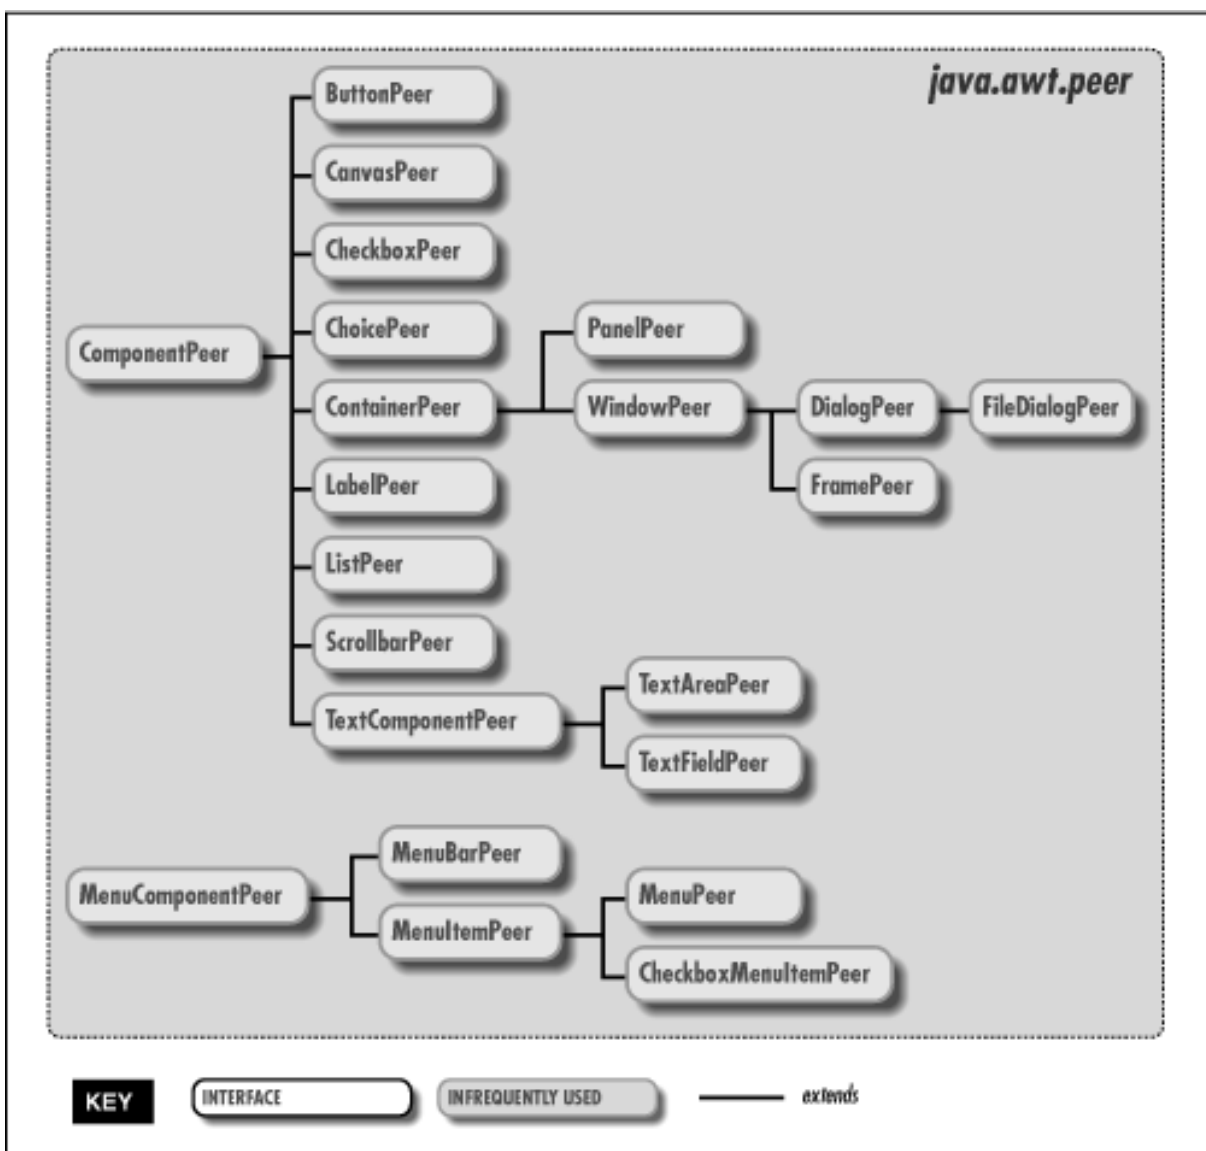 java.awt.peer
ButtonPeer
CanvasPeer
CheckboxPeer
ChoicePeer
PanelPeer
ComponentPeer
ContainerPeer
WindowPeer
DialogPeer
FileDialogPeer
LabelPeer
FramePeer
ListPeer
ScrollbarPeer
TextAreaPeer
TextComponentPeer
TextFieldPeer
MenuBarPeer
MenuComponentPeer
MenuPeer
MenuItemPeer
CheckboxMenuItemPeer
KEY
INTERFACE
INFREQUENTLY USED
extends